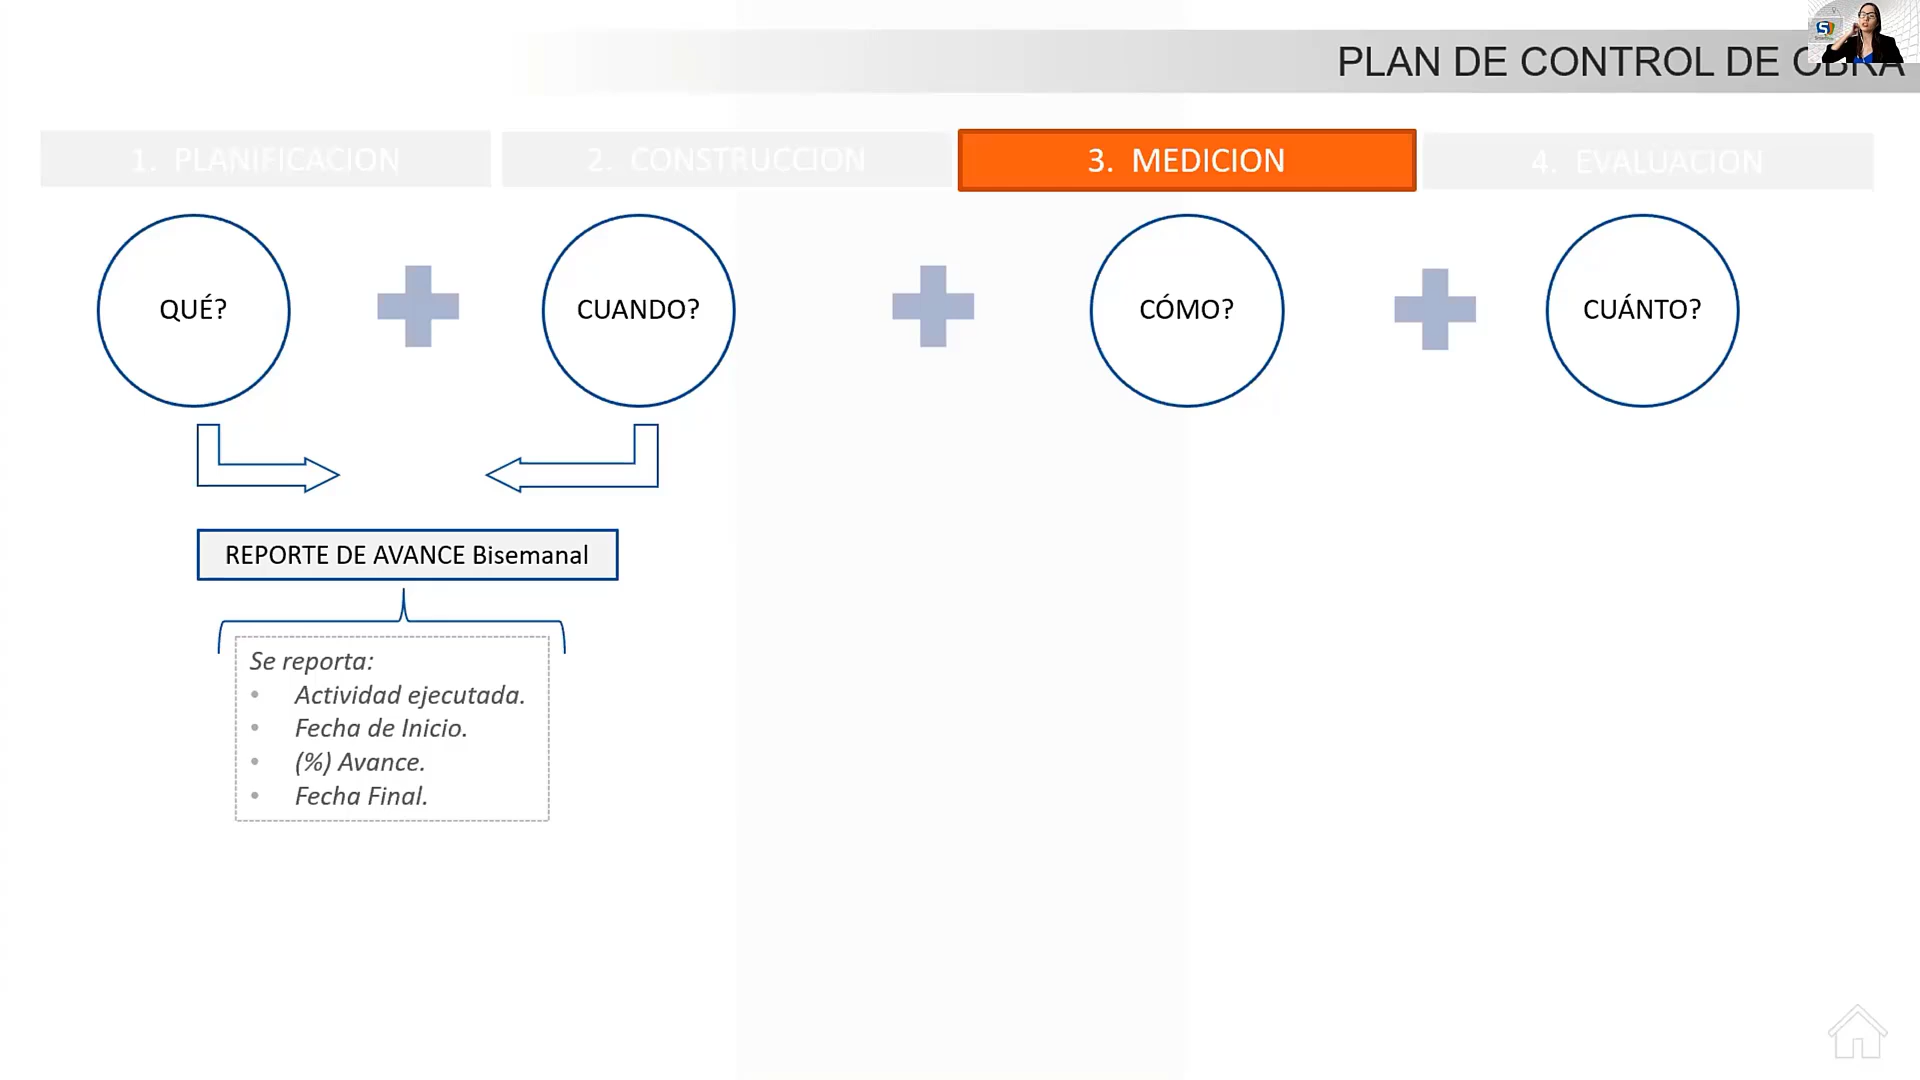 PLAN DE CONTROL DE OBRA
1. PLANIFICACION
2. CONSTRUCCION
3. MEDICION
4. EVALUACION
QUÉ?
CUANDO?
CÓMO?
CUÁNTO?
REPORTE DE AVANCE Bisemanal
Se reporta:
• Actividad ejecutada.
• Fecha de Inicio.
• (%) Avance.
• Fecha Final.